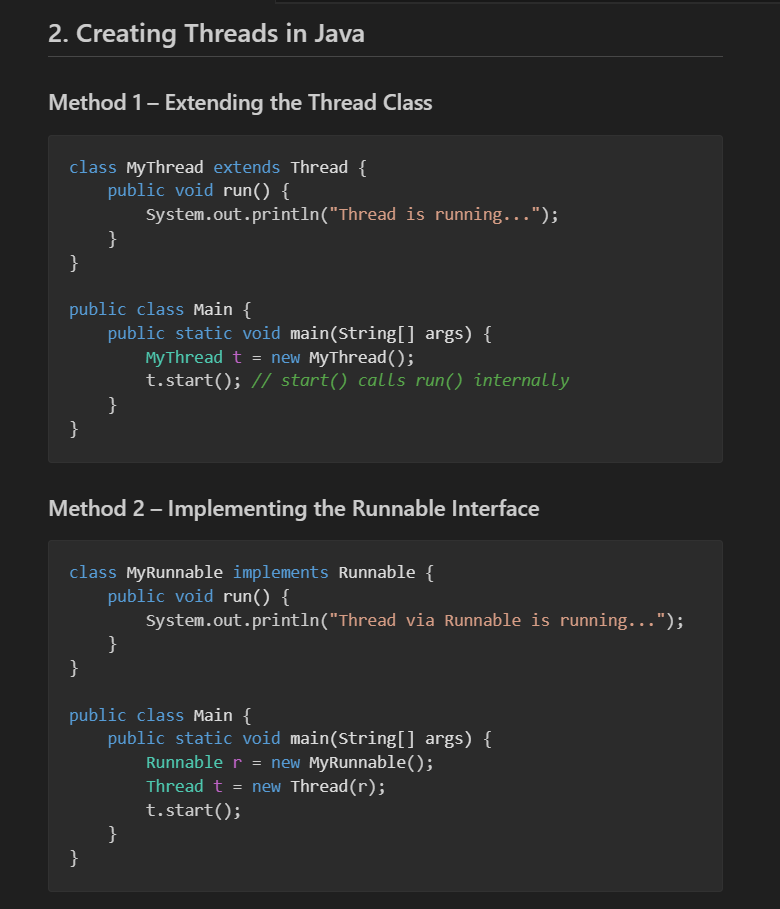 2. Creating Threads in Java
Method 1 – Extending the Thread Class
class MyThread extends Thread {
    public void run() {
        System.out.println("Thread is running...");
    }
}
public class Main {
    public static void main(String[] args) {
        MyThread t = new MyThread();
        t.start(); // start() calls run() internally
    }
}
Method 2 – Implementing the Runnable Interface
class MyRunnable implements Runnable {
    public void run() {
        System.out.println("Thread via Runnable is running...");
    }
}
public class Main {
    public static void main(String[] args) {
        Runnable r = new MyRunnable();
        Thread t = new Thread(r);
        t.start();
    }
}